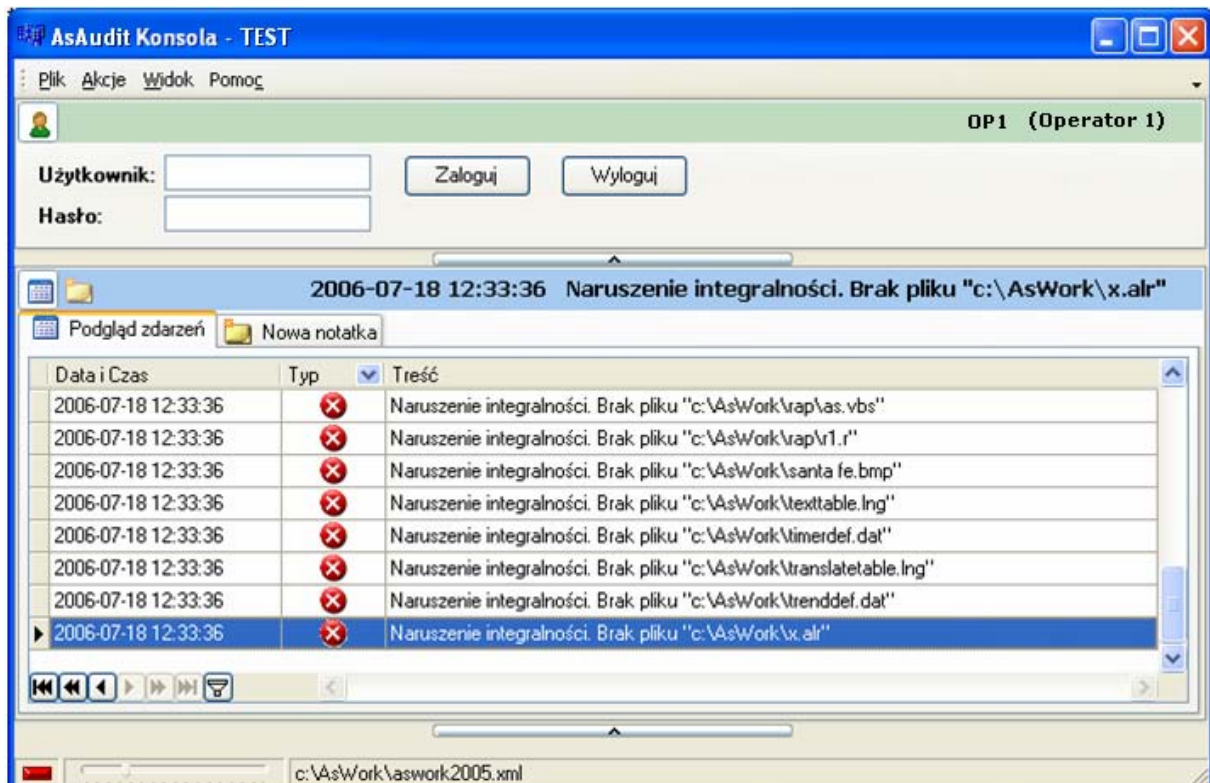 AsAudit Konsola - TEST
Plik Akcje Widok Pomoc
OP1 (Operator 1)
Użytkownik: Zaloguj Wyloguj
Hasło:
2006-07-18 12:33:36 Naruszenie integralności. Brak pliku "c:\AsWork\x.alr"
Podgląd zdarzeń Nowa notatka
Data i Czas Typ Treść
2006-07-18 12:33:36 Naruszenie integralności. Brak pliku "c:\AsWork\rap\as.vbs"
2006-07-18 12:33:36 Naruszenie integralności. Brak pliku "c:\AsWork\rap\r1.r"
2006-07-18 12:33:36 Naruszenie integralności. Brak pliku "c:\AsWork\santa fe.bmp"
2006-07-18 12:33:36 Naruszenie integralności. Brak pliku "c:\AsWork\texttable.lng"
2006-07-18 12:33:36 Naruszenie integralności. Brak pliku "c:\AsWork\timerdef.dat"
2006-07-18 12:33:36 Naruszenie integralności. Brak pliku "c:\AsWork\translatetable.lng"
2006-07-18 12:33:36 Naruszenie integralności. Brak pliku "c:\AsWork\trenddef.dat"
2006-07-18 12:33:36 Naruszenie integralności. Brak pliku "c:\AsWork\x.alr"
c:\AsWork\aswork2005.xml